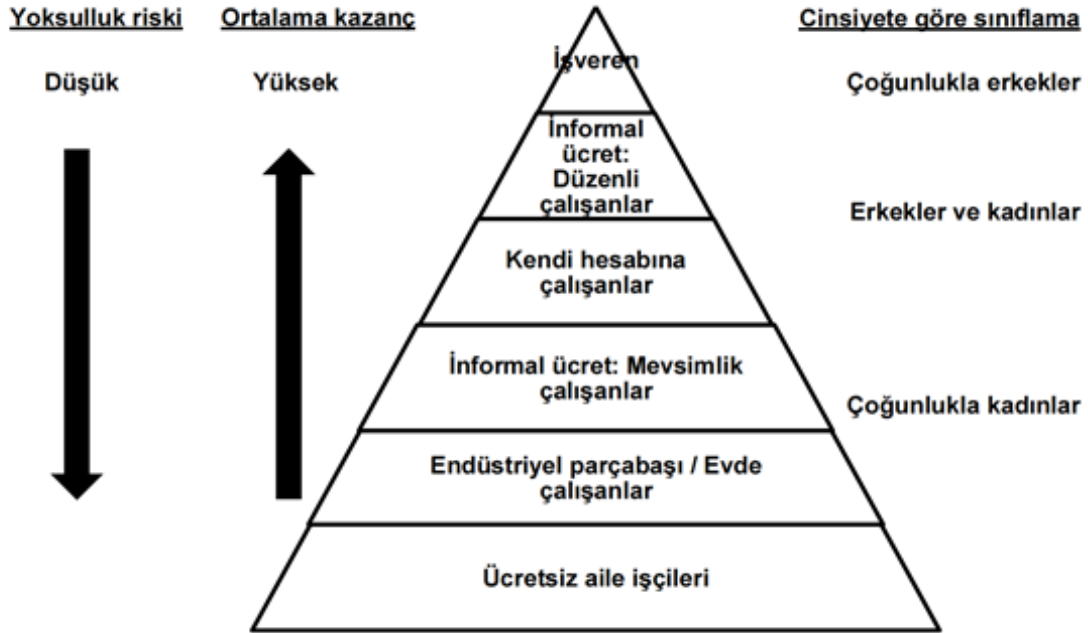 Yoksulluk riski
Ortalama kazanç
Cinsiyete göre sınıflama
Düşük
Yüksek
İşveren
Çoğunlukla erkekler
İnformal
ücret:
Düzenli
çalışanlar
Erkekler ve kadınlar
Kendi hesabına
çalışanlar
İnformal ücret: Mevsimlik
çalışanlar
Çoğunlukla kadınlar
Endüstriyel parçabaşı / Evde
çalışanlar
Ücretsiz aile işçileri